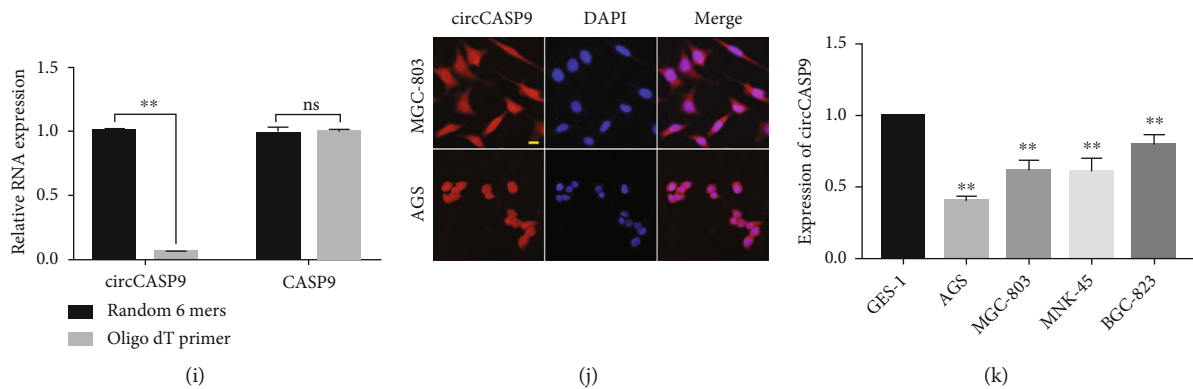 Relative RNA expression
1.5
1.0
0.5
0.0
**
ns
circCASP9
CASP9
Random 6 mers
Oligo dT primer
(i)
circCASP9
DAPI
Merge
MGC-803
AGS
(j)
Expression of circCASP9
1.5
1.0
0.5
0.0
**
**
**
**
GES-1
AGS
MGC-803
MNK-45
BGC-823
(k)